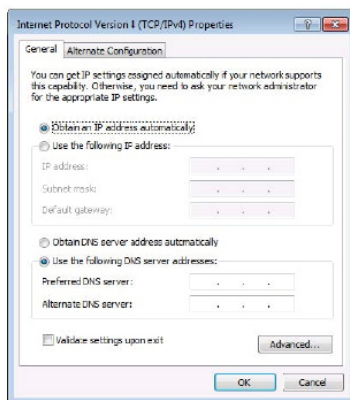 Internet Protocol Version 4 (TCP/IPv4) Properties
General
Alternate Configuration
You can get IP settings assigned automatically if your network supports
this capability. Otherwise, you need to ask your network administrator
for the appropriate IP settings.
Obtain an IP address automatically
Use the following IP address:
IP address:
Subnet mask:
Default gateway:
Obtain DNS server address automatically
Use the following DNS server addresses:
Preferred DNS server:
Alternate DNS server:
Validate settings upon exit
Advanced...
OK
Cancel